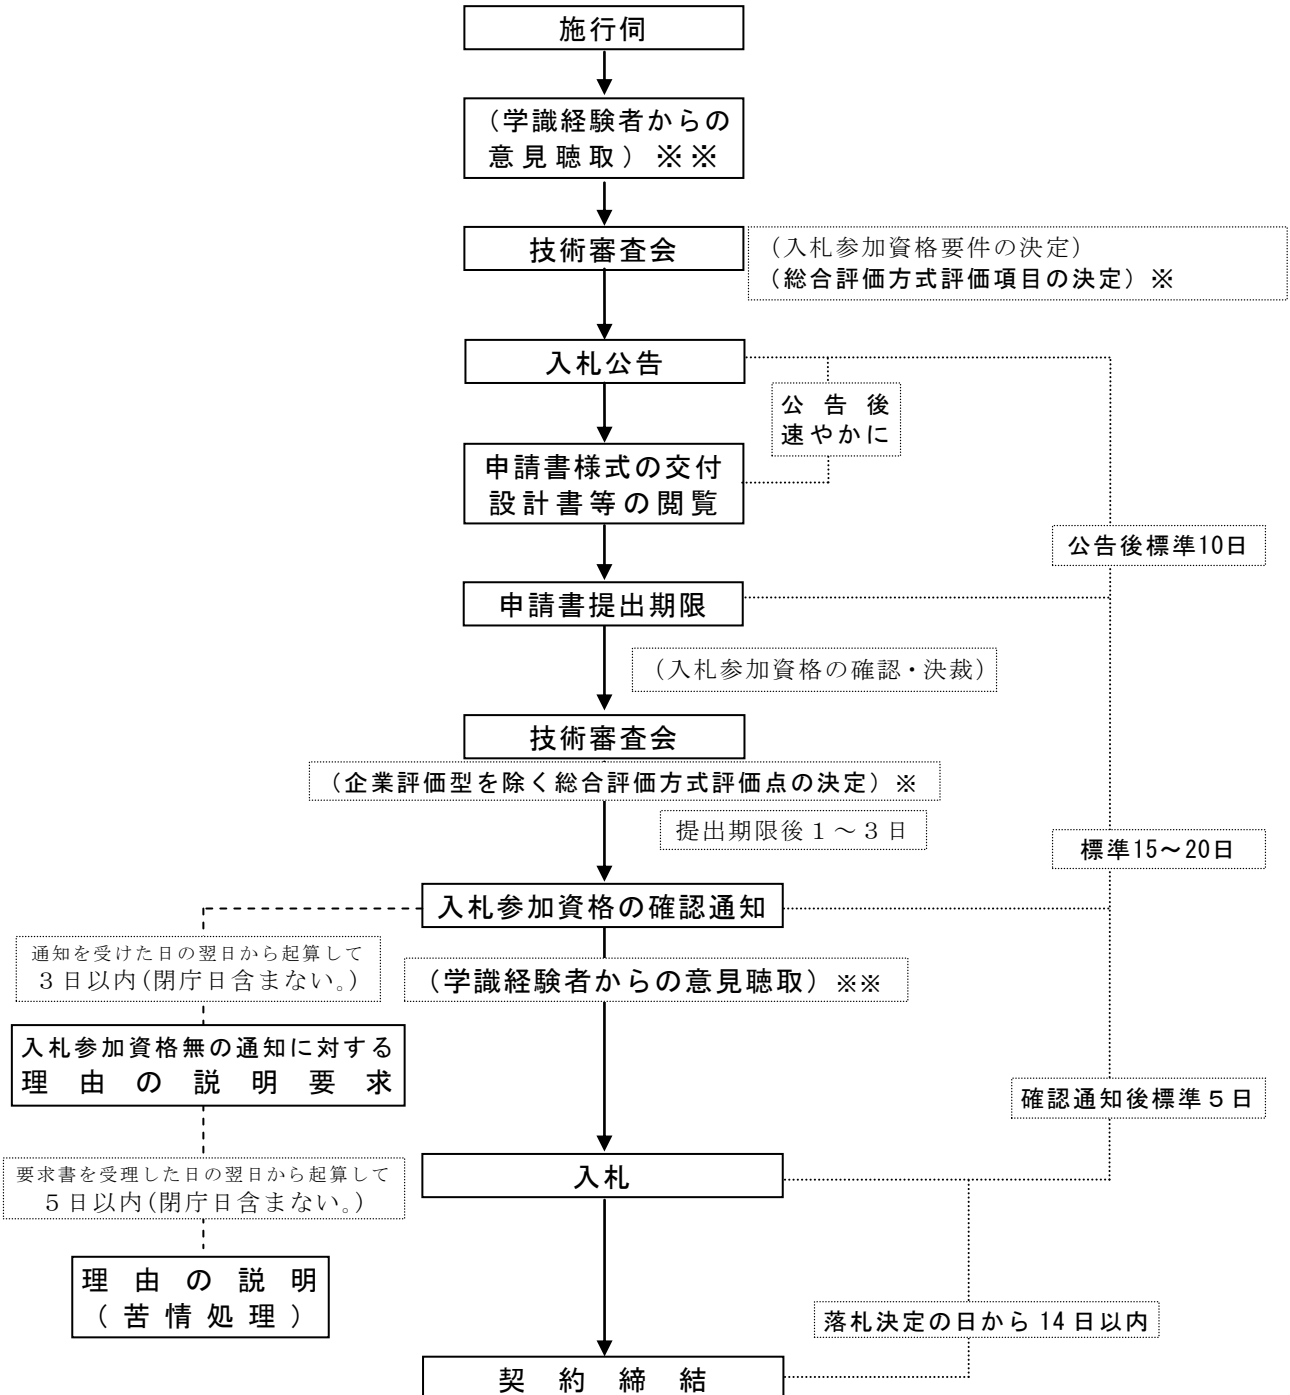 施行伺
（学識経験者からの
意見聴取）※※
技術審査会
（入札参加資格要件の決定）
（総合評価方式評価項目の決定）※
入札公告
公告後
速やかに
申請書様式の交付
設計書等の閲覧
公告後標準10日
申請書提出期限
（入札参加資格の確認・決裁）
技術審査会
（企業評価型を除く総合評価方式評価点の決定）※
提出期限後１～３日
標準15～20日
入札参加資格の確認通知
通知を受けた日の翌日から起算して
３日以内(閉庁日含まない。)
（学識経験者からの意見聴取）※※
入札参加資格無の通知に対する
理由の説明要求
確認通知後標準５日
要求書を受理した日の翌日から起算して
５日以内(閉庁日含まない。)
入札
理由の説明
（苦情処理）
落札決定の日から 14 日以内
契約締結